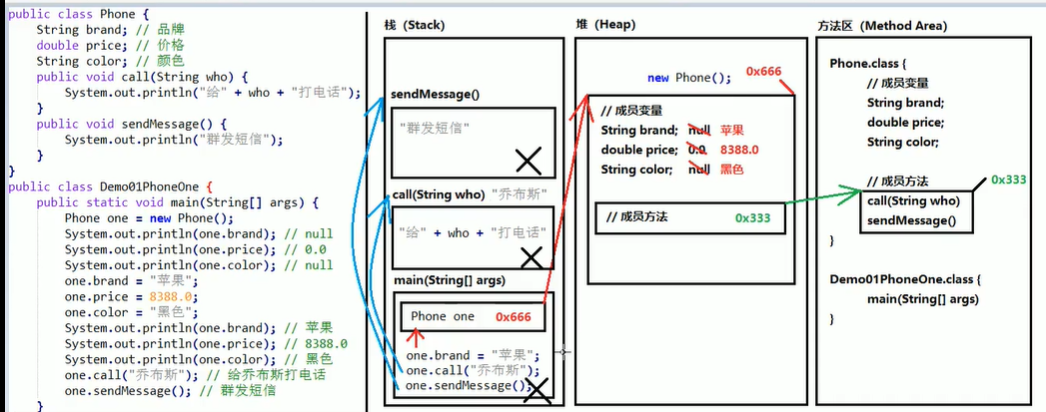 public class Phone {
String brand; // 品牌
double price; // 价格
String color; // 颜色
public void call(String who) {
System.out.println("给" + who + "打电话");
}
public void sendMessage() {
System.out.println("群发短信");
}
}
public class Demo01PhoneOne {
public static void main(String[] args) {
Phone one = new Phone();
System.out.println(one.brand); // null
System.out.println(one.price); // 0.0
System.out.println(one.color); // null
one.brand = "苹果";
one.price = 8388.0;
one.color = "黑色";
System.out.println(one.brand); // 苹果
System.out.println(one.price); // 8388.0
System.out.println(one.color); // 黑色
one.call("乔布斯"); // 给乔布斯打电话
one.sendMessage(); // 群发短信
}
栈（Stack）
sendMessage()
"群发短信"
call(String who) "乔布斯"
"给" + who + "打电话"
main(String[] args)
Phone one 0x666
one.brand = "苹果";
one.call("乔布斯");
one.sendMessage();
堆（Heap）
new Phone(); 0x666
// 成员变量
String brand; null 苹果
double price; 0.0 8388.0
String color; null 黑色
// 成员方法 0x333
方法区（Method Area）
Phone.class {
// 成员变量
String brand;
double price;
String color;
// 成员方法 0x333
call(String who)
sendMessage()
}
Demo01PhoneOne.class {
main(String[] args)
}